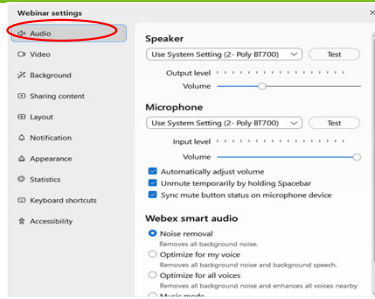 Webinar settings
Audio
Video
Background
Sharing content
Layout
Notification
Appearance
Statistics
Keyboard shortcuts
Accessibility
Speaker
Use System Setting (2- Poly BT700)
Test
Output level
Volume
Microphone
Use System Setting (2- Poly BT700)
Test
Input level
Volume
Automatically adjust volume
Unmute temporarily by holding Spacebar
Sync mute button status on microphone device
Webex smart audio
Noise removal
Removes all background noise.
Optimize for my voice
Removes all background noise and background speech.
Optimize for all voices
Removes all background noise and enhances all voices nearby
Music mode